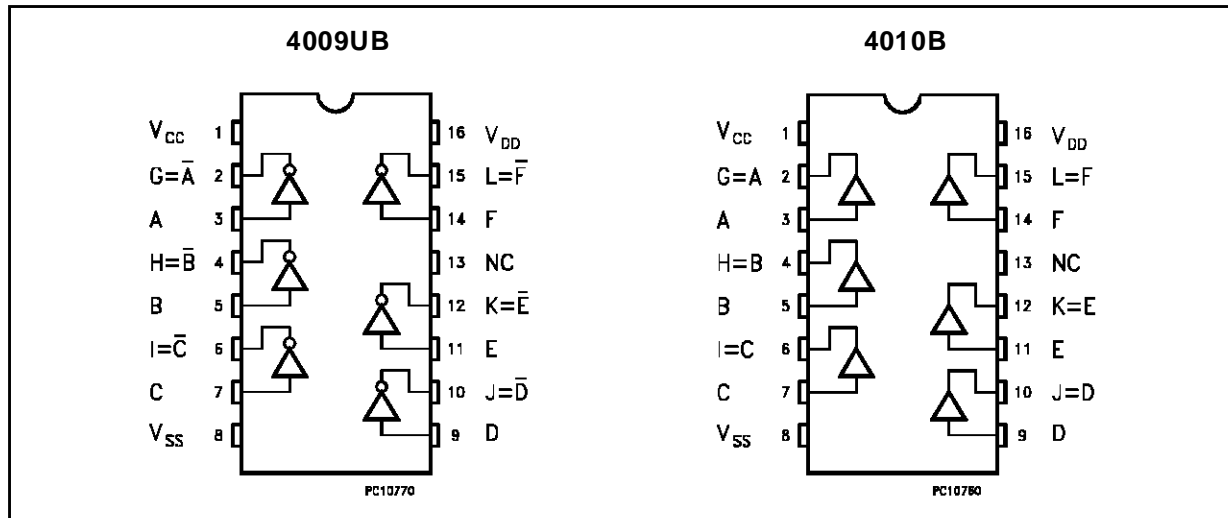 4009UB
V_CC 1
G=A̅ 2
A 3
H=B̅ 4
B 5
I=C̅ 6
C 7
V_SS 8
16 V_DD
15 L=F̅
14 F
13 NC
12 K=E̅
11 E
10 J=D̅
9 D
PC10770
4010B
V_CC 1
G=A 2
A 3
H=B 4
B 5
I=C 6
C 7
V_SS 8
16 V_DD
15 L=F
14 F
13 NC
12 K=E
11 E
10 J=D
9 D
PC10760